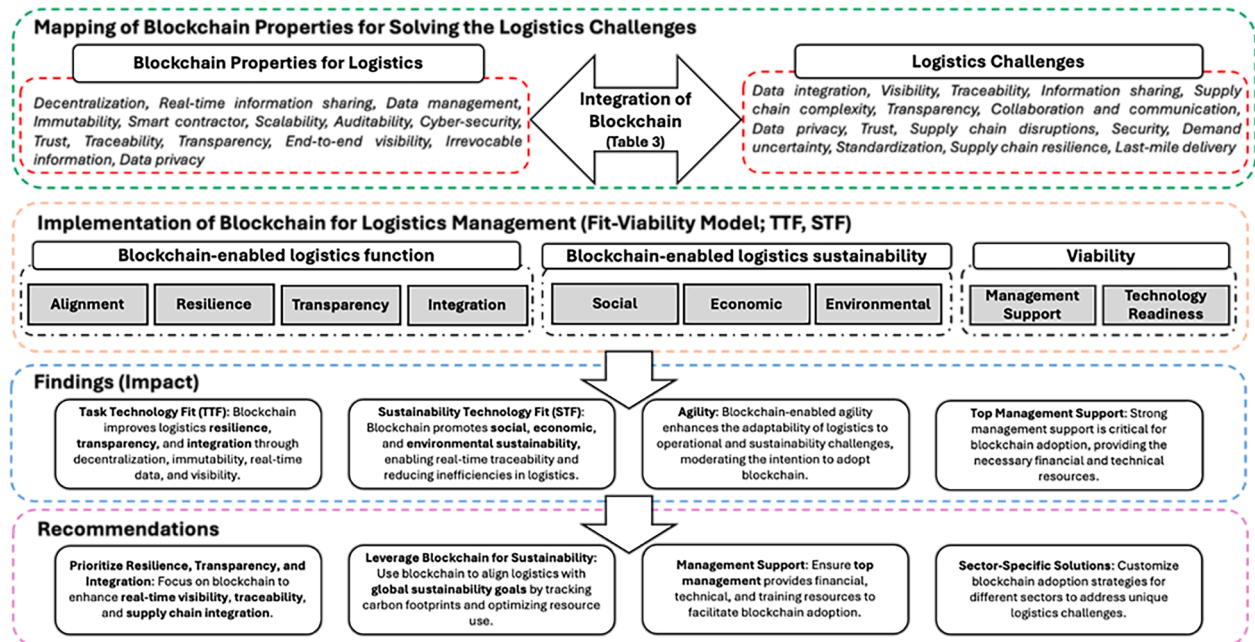 Mapping of Blockchain Properties for Solving the Logistics Challenges
Blockchain Properties for Logistics
Decentralization, Real-time information sharing, Data management,
Immutability, Smart contractor, Scalability, Auditability, Cyber-security,
Trust, Traceability, Transparency, End-to-end visibility, Irrevocable
information, Data privacy
Integration of
Blockchain
(Table 3)
Logistics Challenges
Data integration, Visibility, Traceability, Information sharing, Supply
chain complexity, Transparency, Collaboration and communication,
Data privacy, Trust, Supply chain disruptions, Security, Demand
uncertainty, Standardization, Supply chain resilience, Last-mile delivery
Implementation of Blockchain for Logistics Management (Fit-Viability Model; TTF, STF)
Blockchain-enabled logistics function
Alignment
Resilience
Transparency
Integration
Blockchain-enabled logistics sustainability
Social
Economic
Environmental
Viability
Management
Support
Technology
Readiness
Findings (Impact)
Task Technology Fit (TTF): Blockchain
improves logistics resilience,
transparency, and integration through
decentralization, immutability, real-time
data, and visibility.
Sustainability Technology Fit (STF):
Blockchain promotes social, economic,
and environmental sustainability,
enabling real-time traceability and
reducing inefficiencies in logistics.
Agility: Blockchain-enabled agility
enhances the adaptability of logistics to
operational and sustainability challenges,
moderating the intention to adopt
blockchain.
Top Management Support: Strong
management support is critical
for blockchain adoption, providing the
necessary financial and technical
resources.
Recommendations
Prioritize Resilience, Transparency, and
Integration: Focus on blockchain to
enhance real-time visibility, traceability,
and supply chain integration.
Leverage Blockchain for Sustainability:
Use blockchain to align logistics with
global sustainability goals by tracking
carbon footprints and optimizing resource
use.
Management Support: Ensure top
management provides financial,
technical, and training resources to
facilitate blockchain adoption.
Sector-Specific Solutions: Customize
blockchain adoption strategies for
different sectors to address unique
logistics challenges.